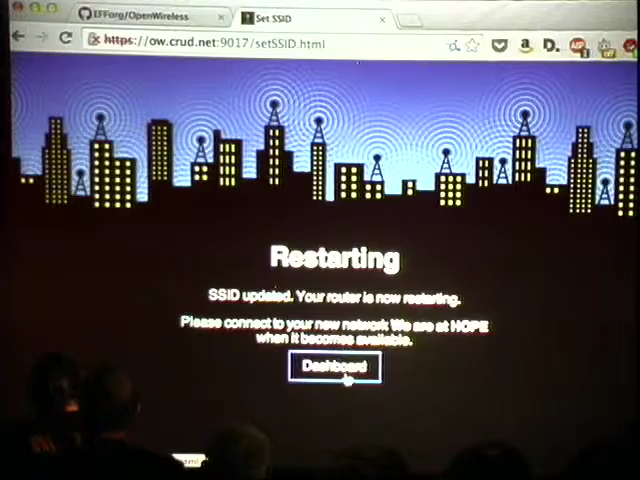 EFForg/OpenWireless
Set SSID
https://ow.crud.net:9017/setSSID.html
a
D.
ABP
Restarting
SSID updated. Your router is now restarting.
Please connect to your new network We are at HOPE
when it becomes available.
Dashboard